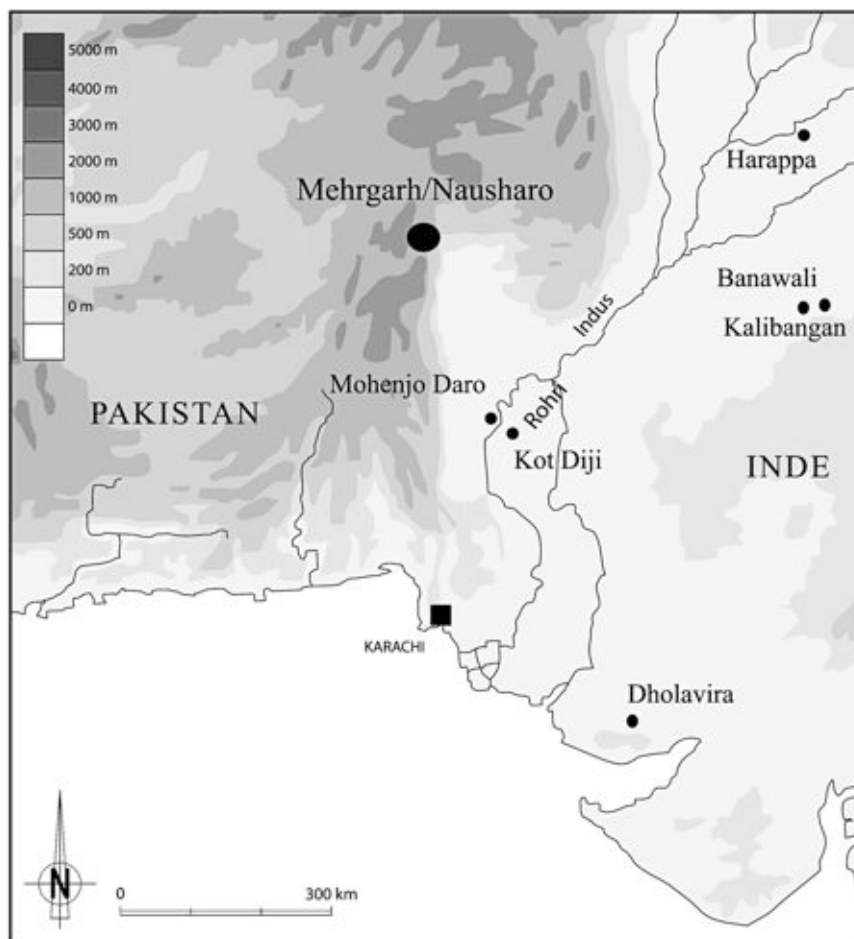 5000 m
4000 m
3000 m
2000 m
1000 m
500 m
200 m
0 m
Harappa
Mehrgarh/Nausharo
Banawali
Kalibangan
Indus
Mohenjo Daro
Rohri
PAKISTAN
Kot Diji
INDE
KARACHI
Dholavira
N
0
300 km